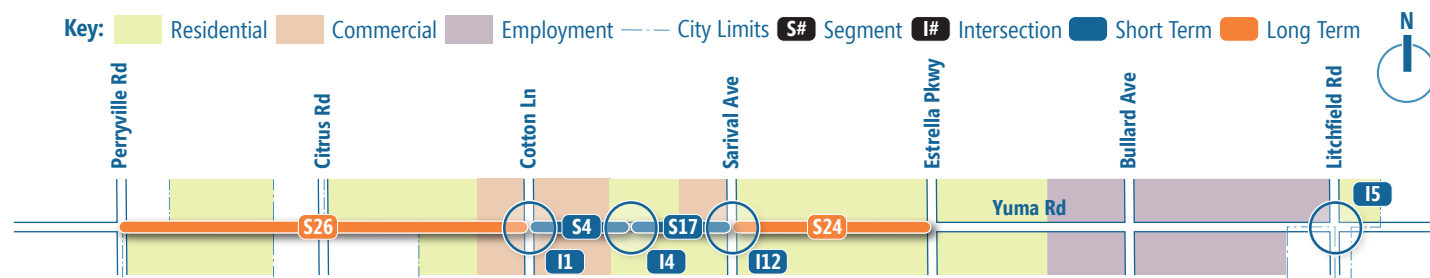 Key: Residential Commercial Employment City Limits S# Segment I# Intersection Short Term Long Term
N
Perryville Rd
Citrus Rd
Cotton Ln
Sarival Ave
Estrella Pkwy
Bullard Ave
Litchfield Rd
I5
Yuma Rd
S26
S4
S17
S24
I1
I4
I12